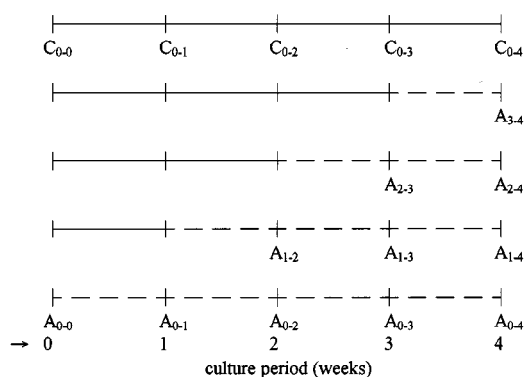 C0-0 C0-1 C0-2 C0-3 C0-4
A3-4
A2-3 A2-4
A1-2 A1-3 A1-4
A0-0 A0-1 A0-2 A0-3 A0-4
→ 0 1 2 3 4
culture period (weeks)